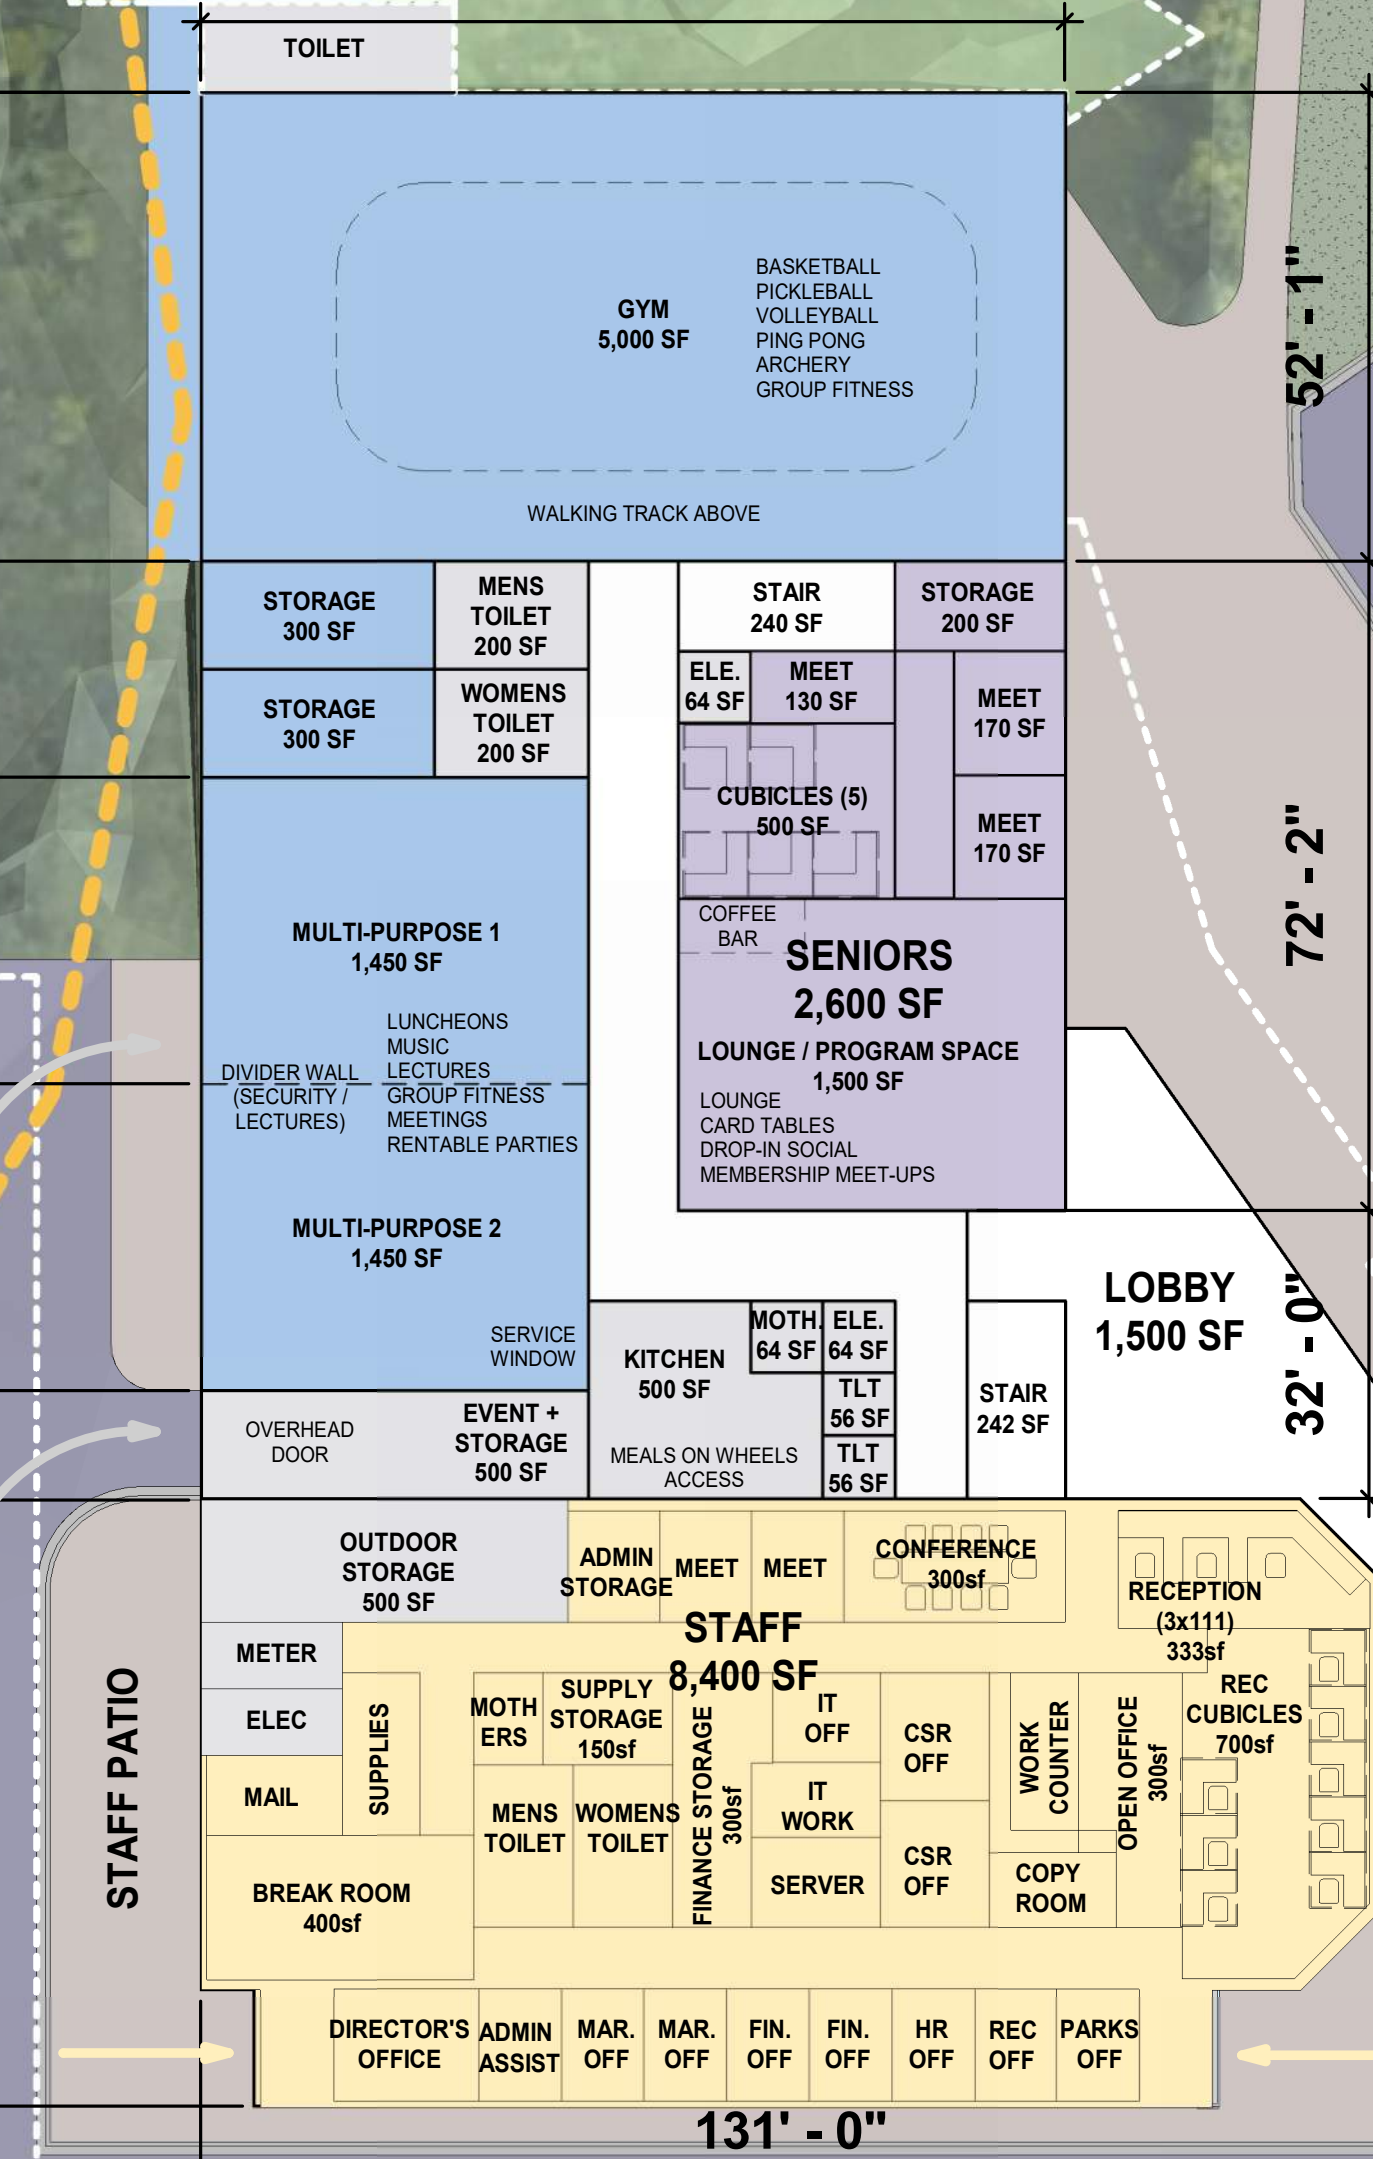 TOILET
GYM
5,000 SF
BASKETBALL
PICKLEBALL
VOLLEYBALL
PING PONG
ARCHERY
GROUP FITNESS
WALKING TRACK ABOVE
52' - 1"
STORAGE
300 SF
MENS
TOILET
200 SF
STAIR
240 SF
STORAGE
200 SF
STORAGE
300 SF
WOMENS
TOILET
200 SF
ELE.
64 SF
MEET
130 SF
MEET
170 SF
CUBICLES (5)
500 SF
MEET
170 SF
72' - 2"
MULTI-PURPOSE 1
1,450 SF
COFFEE
BAR
SENIORS
2,600 SF
LOUNGE / PROGRAM SPACE
1,500 SF
LOUNGE
CARD TABLES
DROP-IN SOCIAL
MEMBERSHIP MEET-UPS
DIVIDER WALL
(SECURITY /
LECTURES)
LUNCHEONS
MUSIC
LECTURES
GROUP FITNESS
MEETINGS
RENTABLE PARTIES
MULTI-PURPOSE 2
1,450 SF
SERVICE
WINDOW
KITCHEN
500 SF
MEALS ON WHEELS
ACCESS
MOTH.
64 SF
ELE.
64 SF
TLT
56 SF
TLT
56 SF
STAIR
242 SF
LOBBY
1,500 SF
32' - 0"
OVERHEAD
DOOR
EVENT +
STORAGE
500 SF
OUTDOOR
STORAGE
500 SF
ADMIN
STORAGE
MEET
MEET
CONFERENCE
300sf
RECEPTION
(3x111)
333sf
STAFF
8,400 SF
METER
ELEC
MAIL
SUPPLIES
MOTH
ERS
SUPPLY
STORAGE
150sf
FINANCE STORAGE
300sf
IT
OFF
CSR
OFF
WORK
COUNTER
OPEN OFFICE
300sf
REC
CUBICLES
700sf
MENS
TOILET
WOMENS
TOILET
IT
WORK
SERVER
CSR
OFF
COPY
ROOM
BREAK ROOM
400sf
STAFF PATIO
DIRECTOR'S
OFFICE
ADMIN
ASSIST
MAR.
OFF
MAR.
OFF
FIN.
OFF
FIN.
OFF
HR
OFF
REC
OFF
PARKS
OFF
131' - 0"